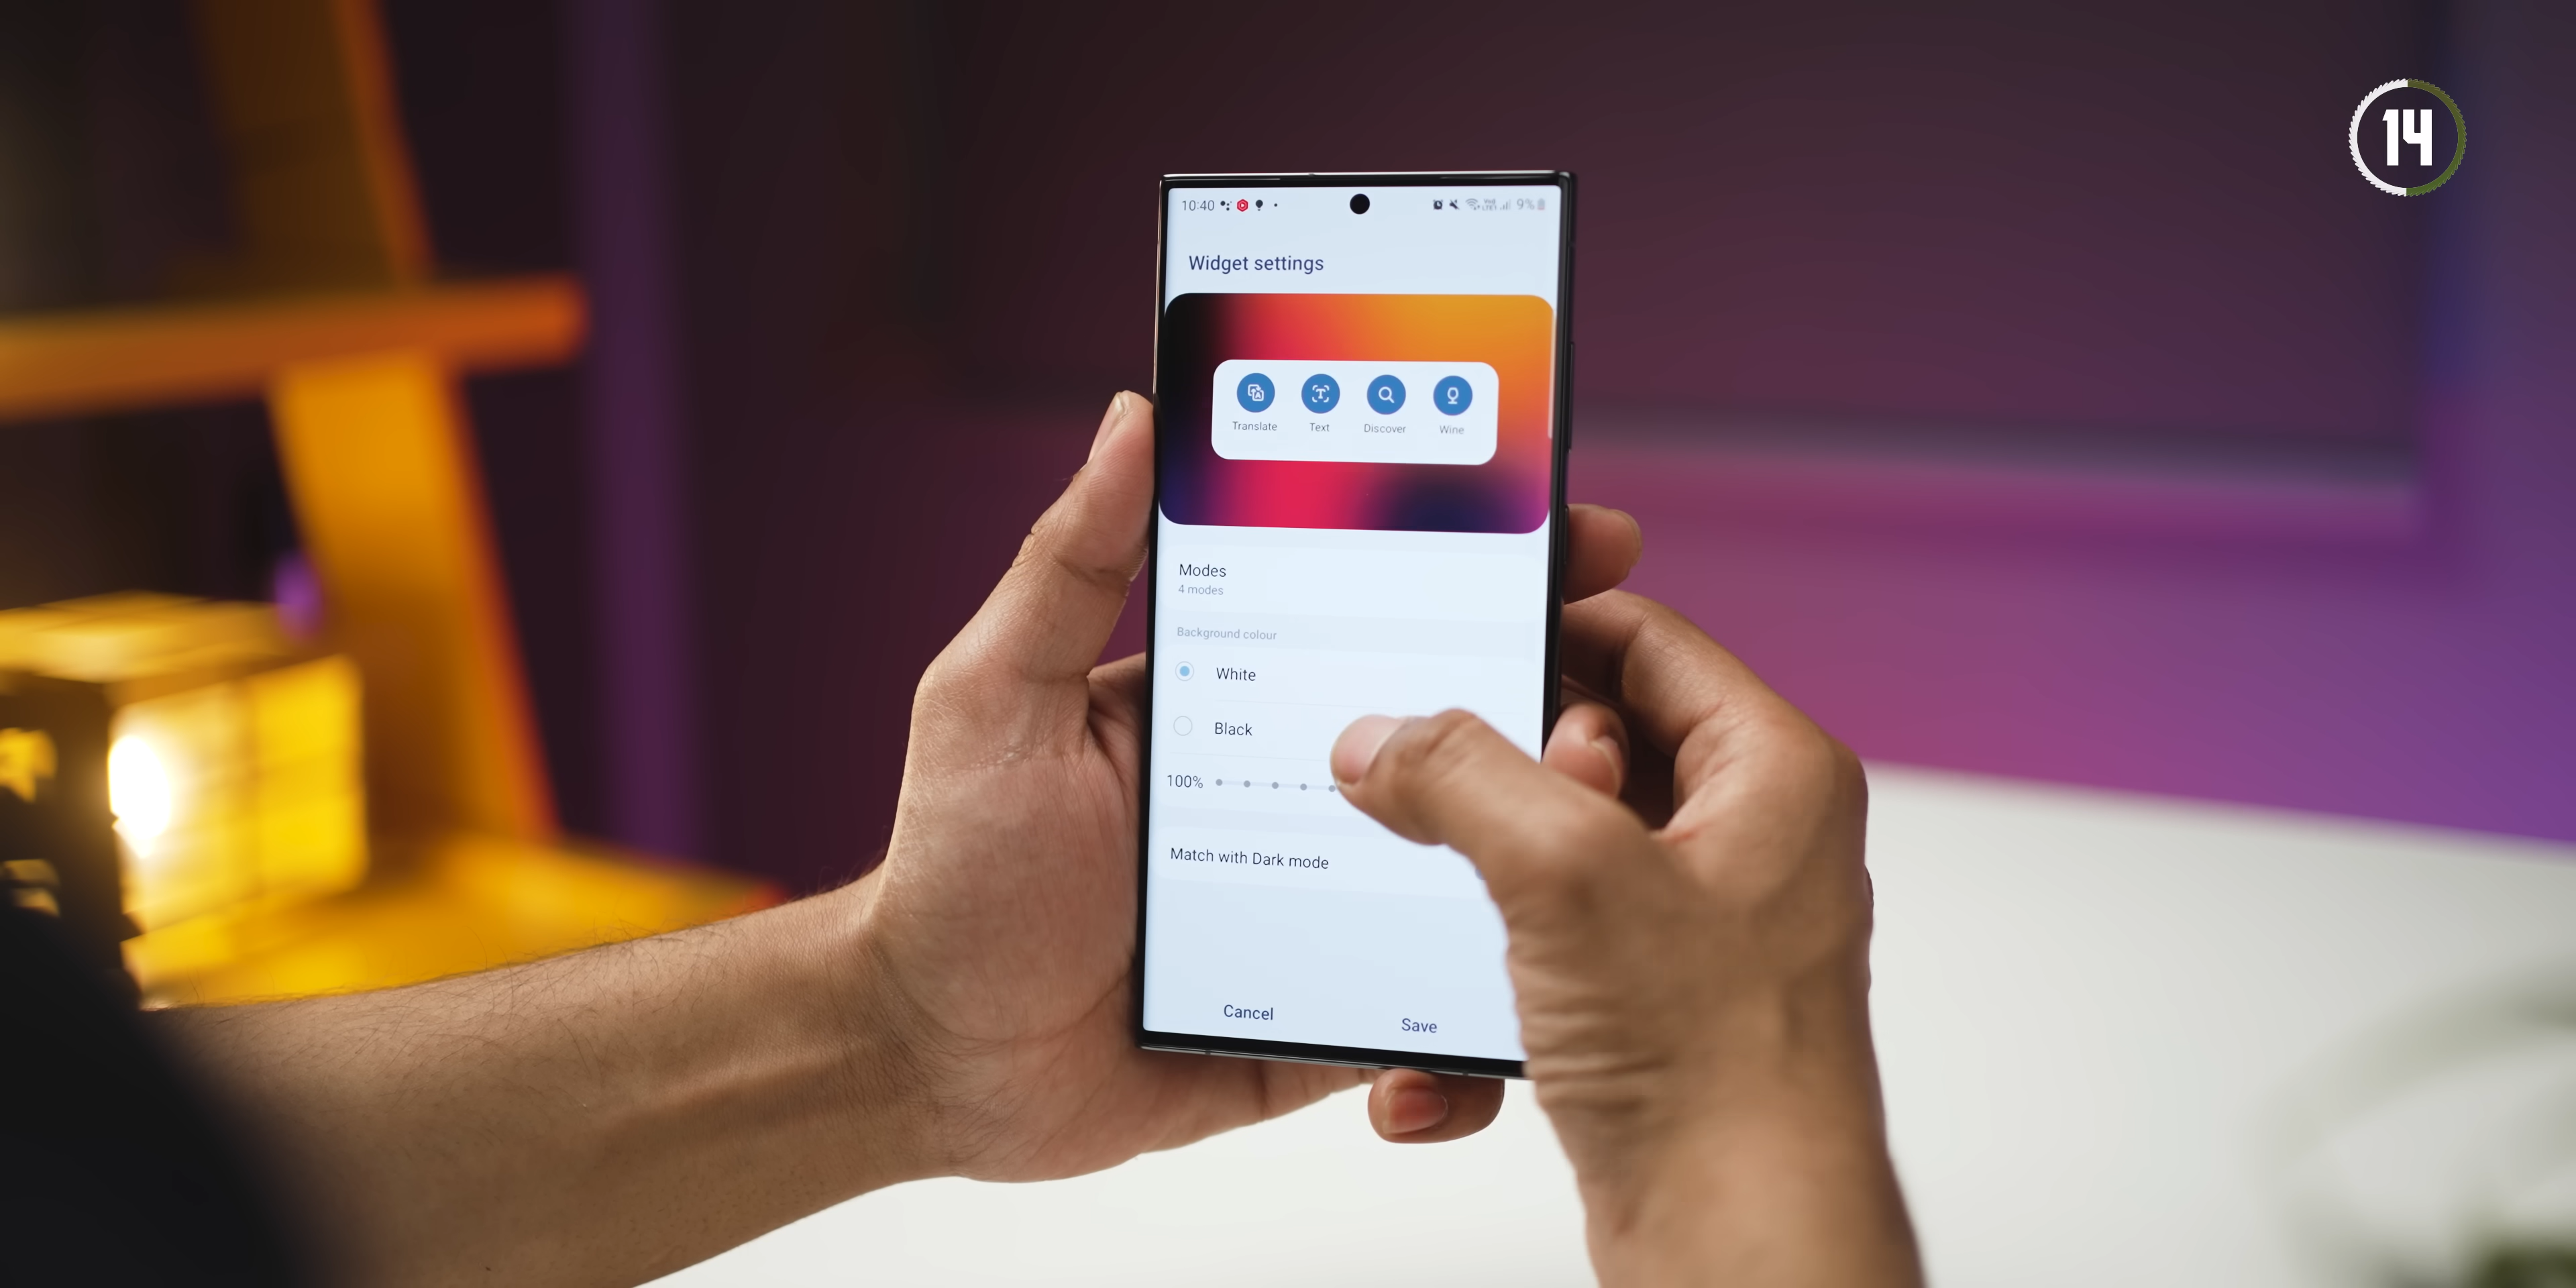 14
10:40
9%
Widget settings
Translate Text Discover Wine
Modes
4 modes
Background colour
White
Black
100%
Match with Dark mode
Cancel Save